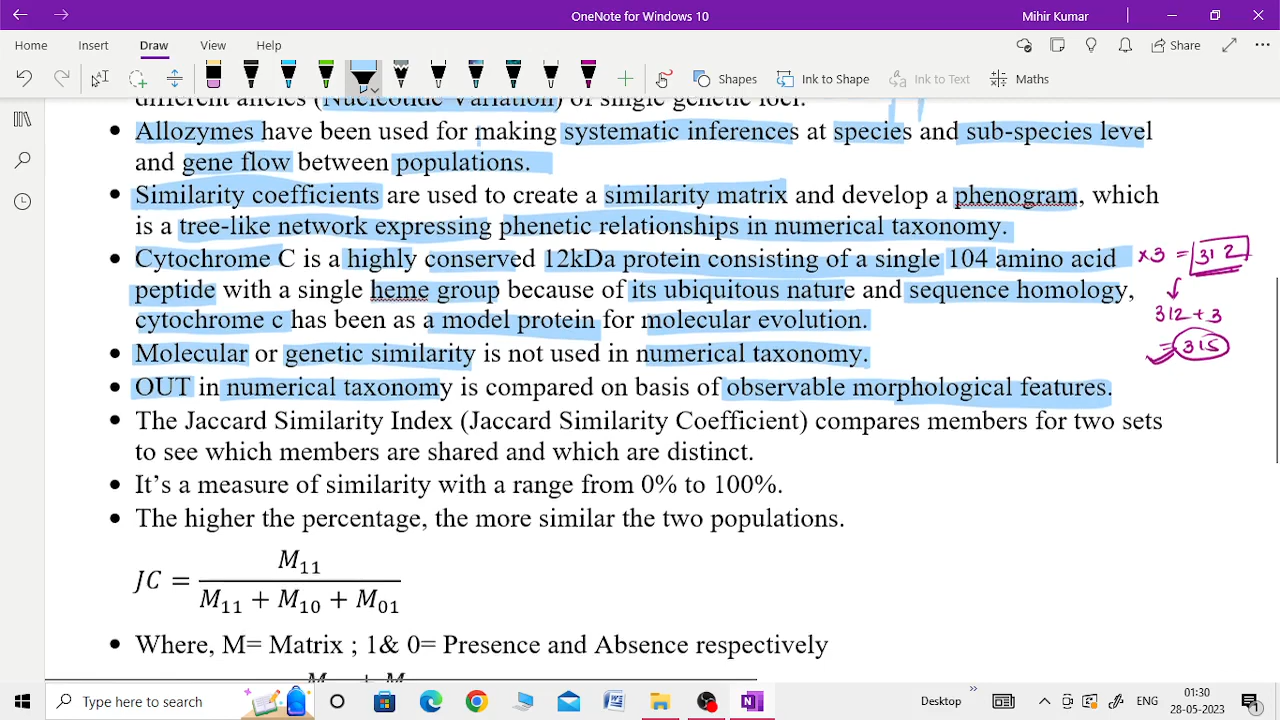 OneNote for Windows 10
Mihir Kumar
Home Insert Draw View Help
Share
Shapes Ink to Shape Ink to Text Maths
different alleles (Nucleotide Variation) of single genetic loci.
• Allozymes have been used for making systematic inferences at species and sub-species level
and gene flow between populations.
• Similarity coefficients are used to create a similarity matrix and develop a phenogram, which
is a tree-like network expressing phenetic relationships in numerical taxonomy.
• Cytochrome C is a highly conserved 12kDa protein consisting of a single 104 amino acid
×3 = 312
peptide with a single heme group because of its ubiquitous nature and sequence homology,
312+3
cytochrome c has been as a model protein for molecular evolution.
= 315
• Molecular or genetic similarity is not used in numerical taxonomy.
• OUT in numerical taxonomy is compared on basis of observable morphological features.
• The Jaccard Similarity Index (Jaccard Similarity Coefficient) compares members for two sets
to see which members are shared and which are distinct.
• It’s a measure of similarity with a range from 0% to 100%.
• The higher the percentage, the more similar the two populations.
M₁₁
JC =
M₁₁ + M₁₀ + M₀₁
• Where, M= Matrix ; 1& 0= Presence and Absence respectively
Type here to search
Desktop
ENG
01:30
28-05-2023